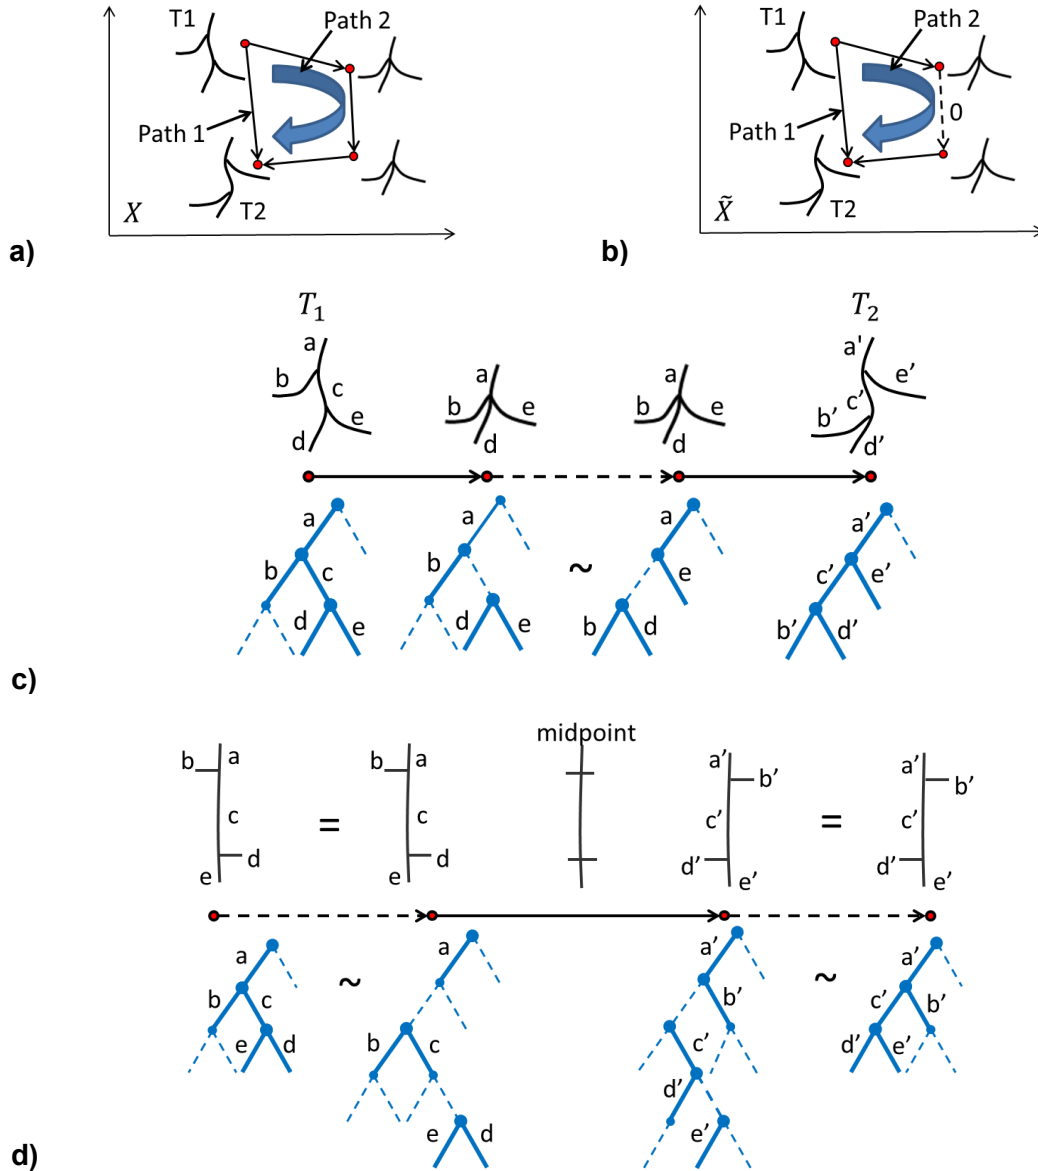 T1 Path 2 T1 Path 2
Path 1 Path 1 0
X T2 X̃ T2
a) b)
T₁ T₂
a a a a'
b c b e b e e'
e c'
d d d b' d'
a a a a'
b c b ~ e c' e'
d e d e b d b' d'
c)
midpoint
b a b a a' b' a' b'
c = c c' = c'
d d d' d'
e e e' e'
a a a' a'
b c ~ b' ~ c' b'
e d b c c' d' e'
d'
e d e'
d)